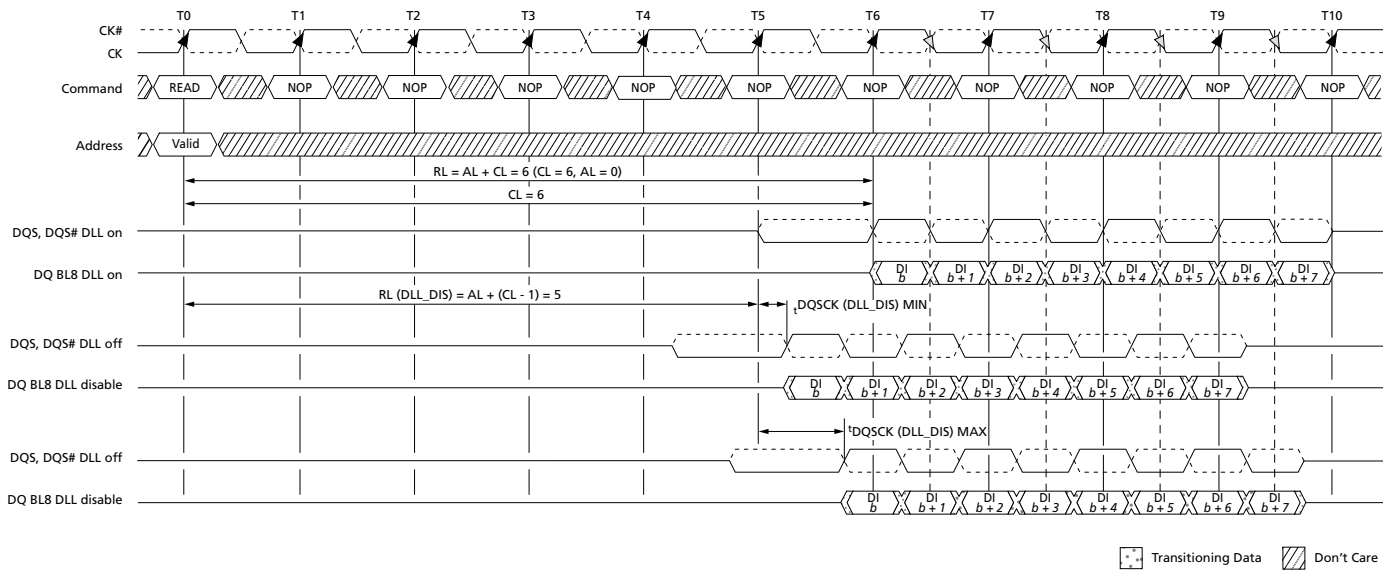 T0 T1 T2 T3 T4 T5 T6 T7 T8 T9 T10
CK#
CK
Command READ NOP NOP NOP NOP NOP NOP NOP NOP NOP NOP
Address Valid
RL = AL + CL = 6 (CL = 6, AL = 0)
CL = 6
DQS, DQS# DLL on
DQ BL8 DLL on DI b DI b + 1 DI b + 2 DI b + 3 DI b + 4 DI b + 5 DI b + 6 DI b + 7
RL (DLL_DIS) = AL + (CL - 1) = 5
tDQSCK (DLL_DIS) MIN
DQS, DQS# DLL off
DQ BL8 DLL disable DI b DI b + 1 DI b + 2 DI b + 3 DI b + 4 DI b + 5 DI b + 6 DI b + 7
tDQSCK (DLL_DIS) MAX
DQS, DQS# DLL off
DQ BL8 DLL disable DI b DI b + 1 DI b + 2 DI b + 3 DI b + 4 DI b + 5 DI b + 6 DI b + 7
Transitioning Data Don't Care